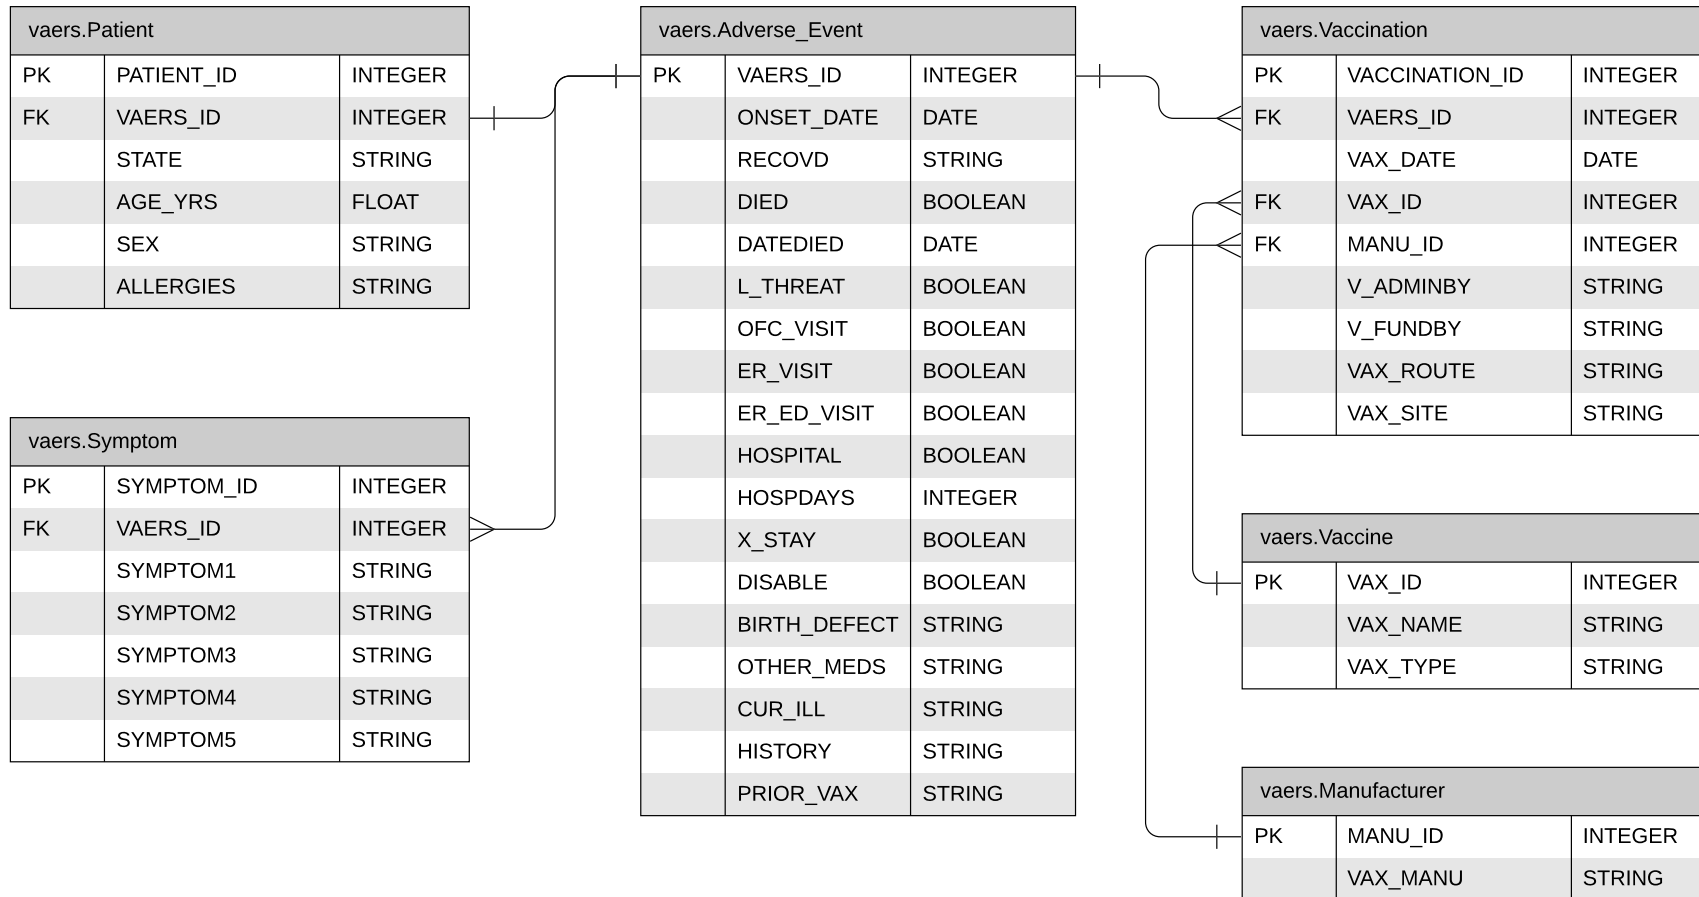 vaers.Patient
PK PATIENT_ID INTEGER
FK VAERS_ID INTEGER
STATE STRING
AGE_YRS FLOAT
SEX STRING
ALLERGIES STRING
vaers.Symptom
PK SYMPTOM_ID INTEGER
FK VAERS_ID INTEGER
SYMPTOM1 STRING
SYMPTOM2 STRING
SYMPTOM3 STRING
SYMPTOM4 STRING
SYMPTOM5 STRING
vaers.Adverse_Event
PK VAERS_ID INTEGER
ONSET_DATE DATE
RECOVD STRING
DIED BOOLEAN
DATEDIED DATE
L_THREAT BOOLEAN
OFC_VISIT BOOLEAN
ER_VISIT BOOLEAN
ER_ED_VISIT BOOLEAN
HOSPITAL BOOLEAN
HOSPDAYS INTEGER
X_STAY BOOLEAN
DISABLE BOOLEAN
BIRTH_DEFECT STRING
OTHER_MEDS STRING
CUR_ILL STRING
HISTORY STRING
PRIOR_VAX STRING
vaers.Vaccination
PK VACCINATION_ID INTEGER
FK VAERS_ID INTEGER
VAX_DATE DATE
FK VAX_ID INTEGER
FK MANU_ID INTEGER
V_ADMINBY STRING
V_FUNDBY STRING
VAX_ROUTE STRING
VAX_SITE STRING
vaers.Vaccine
PK VAX_ID INTEGER
VAX_NAME STRING
VAX_TYPE STRING
vaers.Manufacturer
PK MANU_ID INTEGER
VAX_MANU STRING